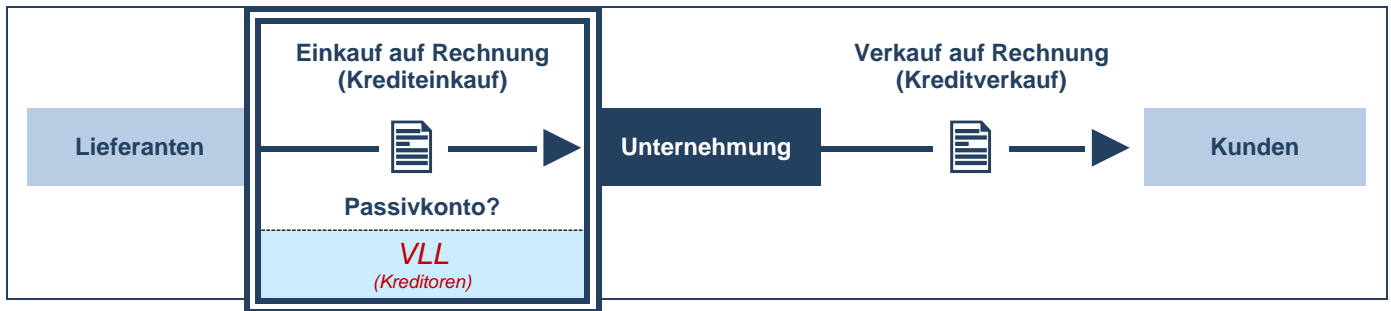 Einkauf auf Rechnung
(Krediteinkauf)
Verkauf auf Rechnung
(Kreditverkauf)
Lieferanten
Unternehmung
Kunden
Passivkonto?
VLL
(Kreditoren)